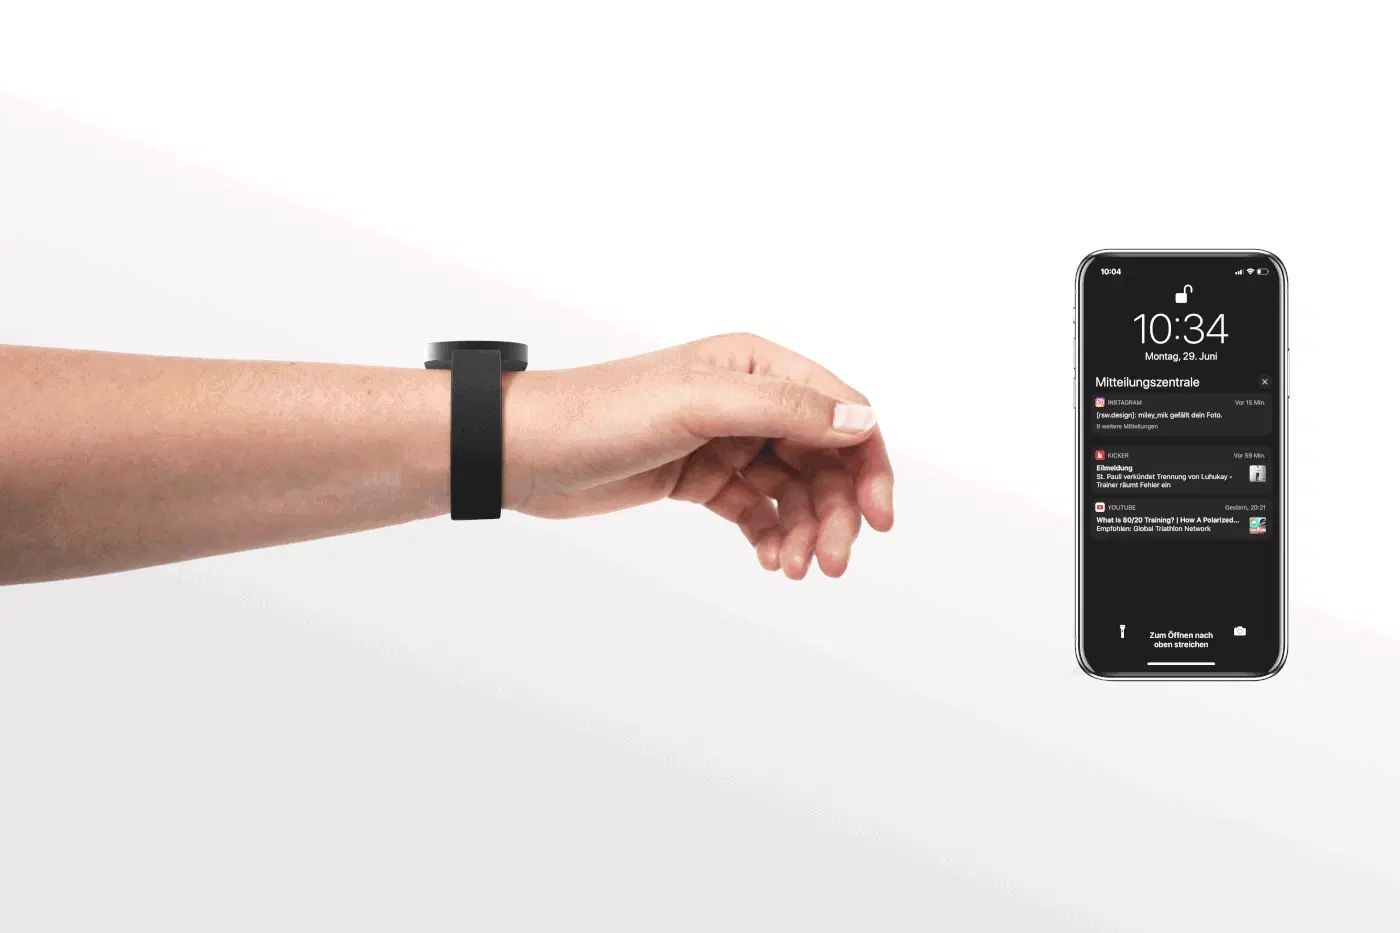 10:04
10:34
Montag, 29. Juni
Mitteilungszentrale
INSTAGRAM Vor 15 Min.
[rsw.design]: miley_mik gefällt dein Foto.
9 weitere Mitteilungen
KICKER Vor 59 Min.
Eilmeldung
St. Pauli verkündet Trennung von Luhukay -
Trainer räumt Fehler ein
YOUTUBE Gestern, 20:21
What Is 80/20 Training? | How A Polarized...
Empfohlen: Global Triathlon Network
Zum Öffnen nach
oben streichen